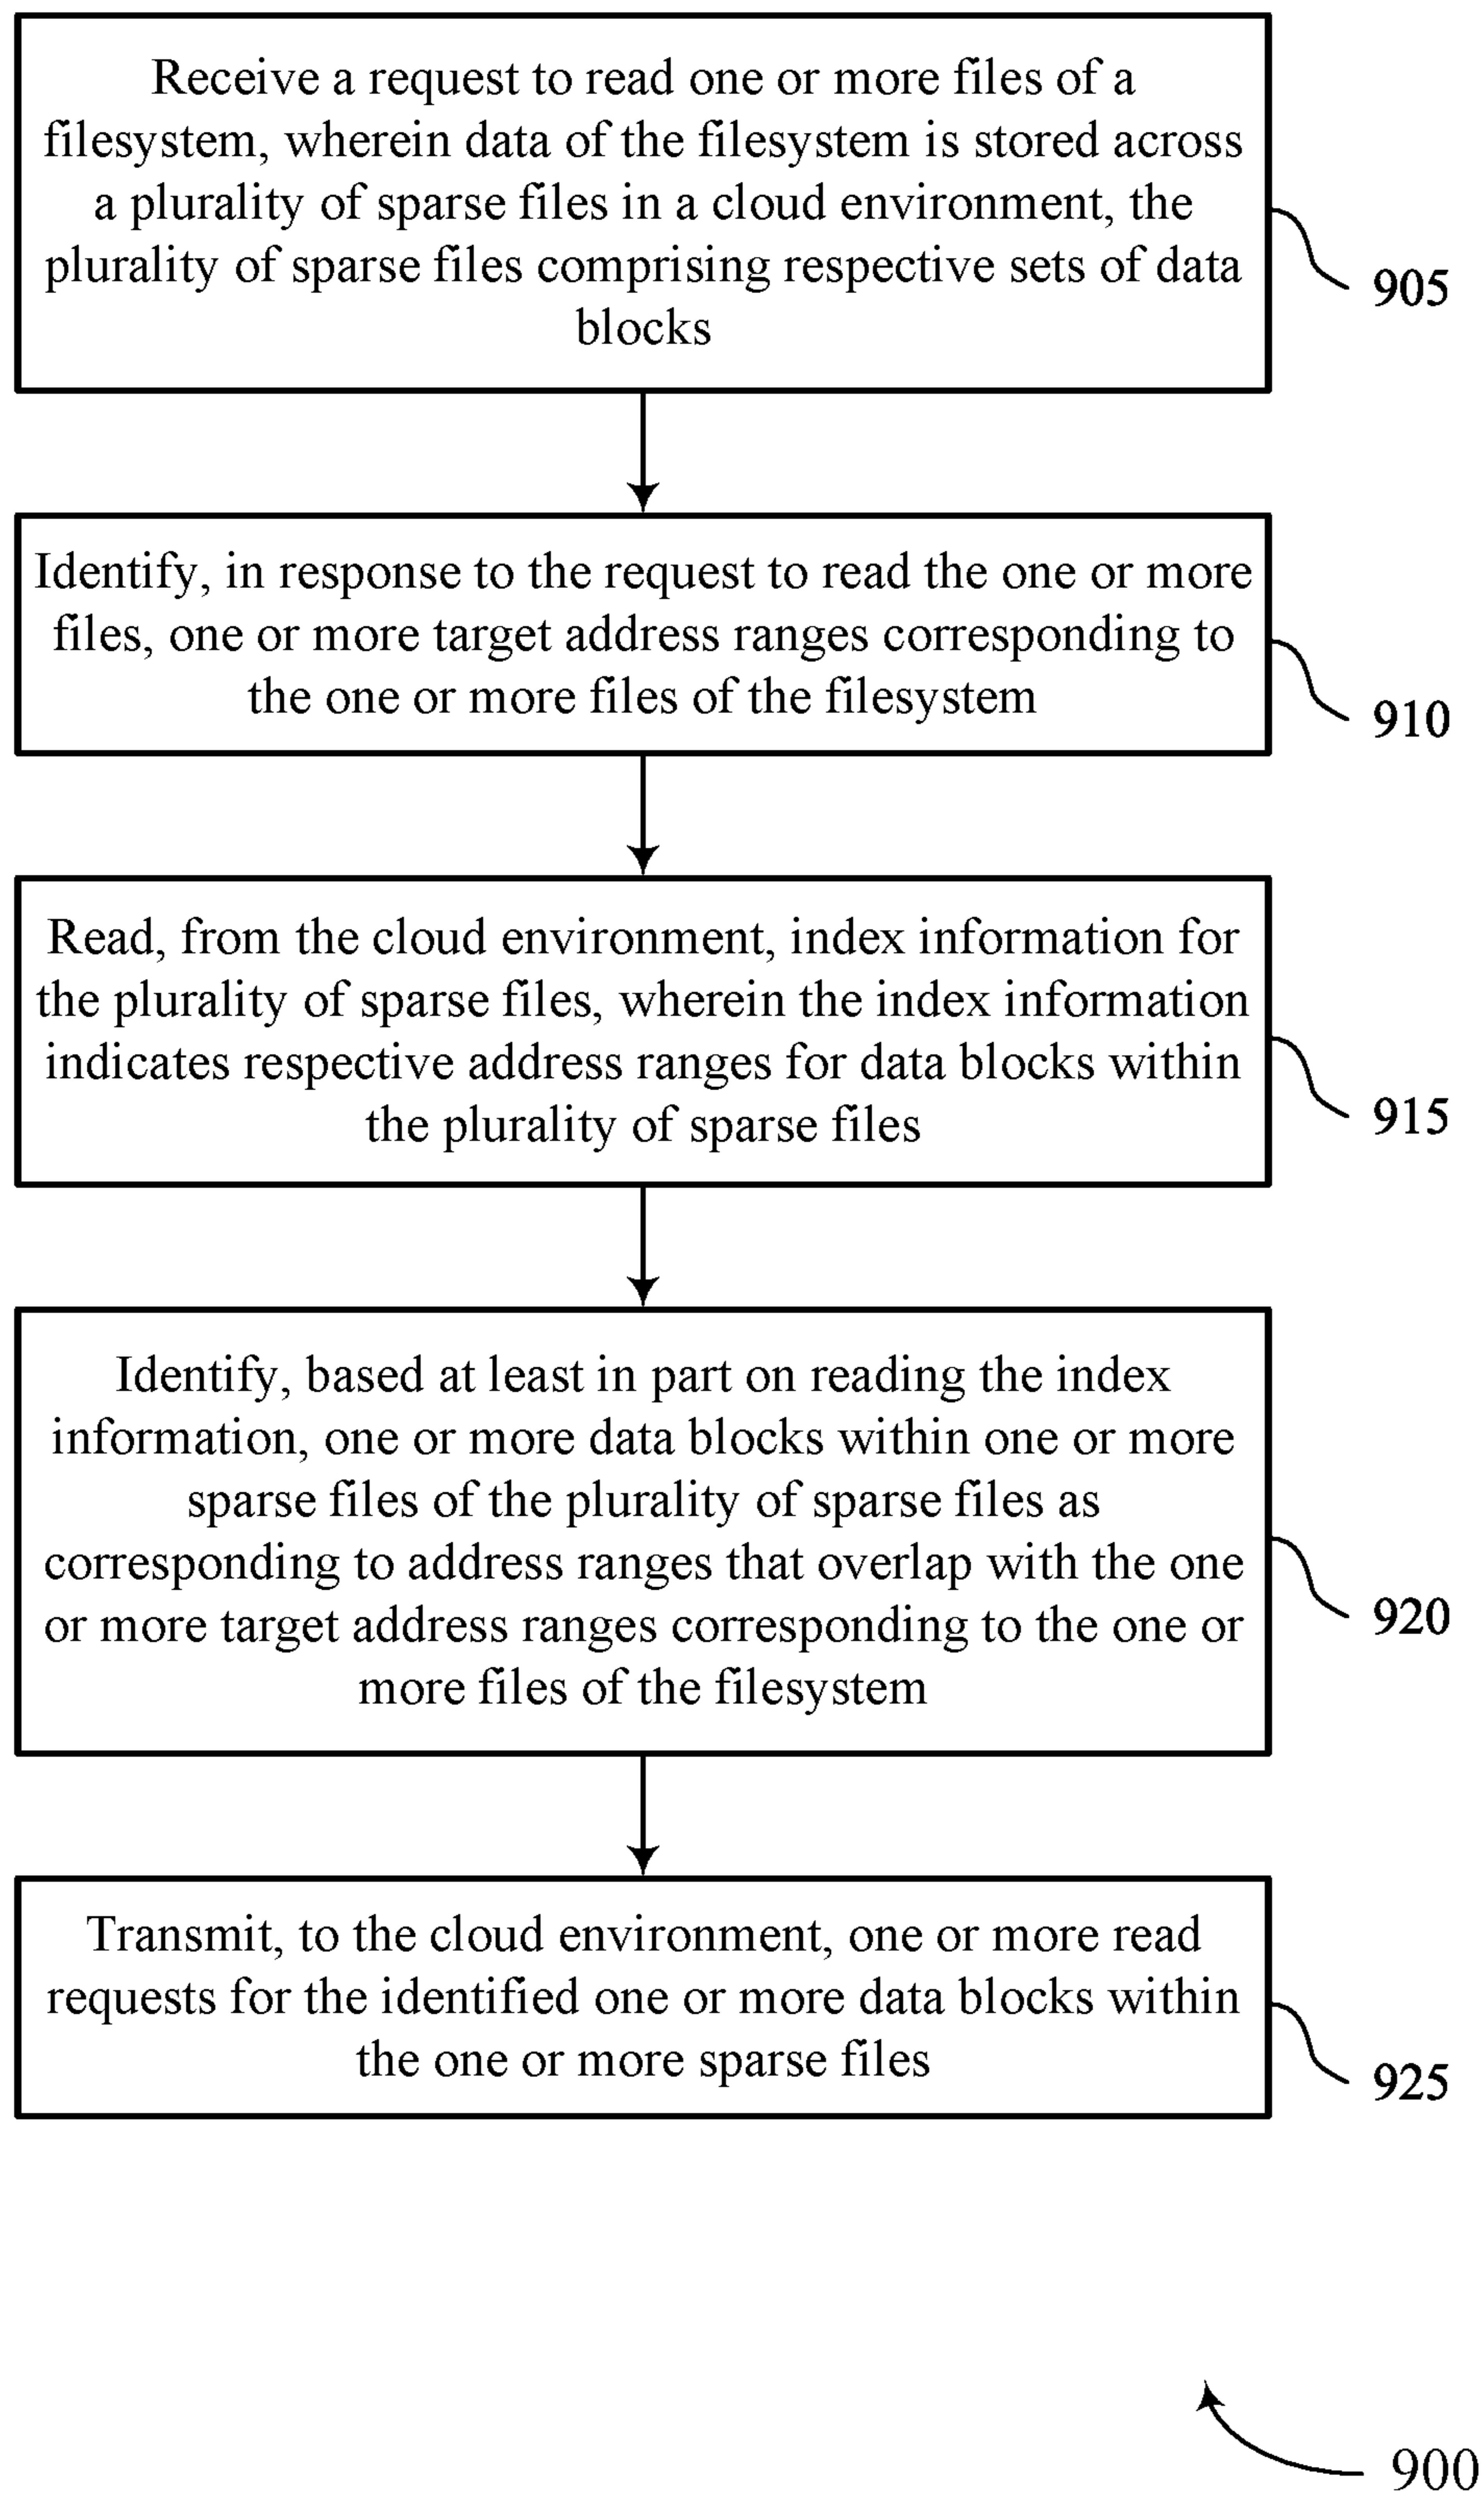 Receive a request to read one or more files of a
filesystem, wherein data of the filesystem is stored across
a plurality of sparse files in a cloud environment, the
plurality of sparse files comprising respective sets of data
blocks
905
Identify, in response to the request to read the one or more
files, one or more target address ranges corresponding to
the one or more files of the filesystem
910
Read, from the cloud environment, index information for
the plurality of sparse files, wherein the index information
indicates respective address ranges for data blocks within
the plurality of sparse files
915
Identify, based at least in part on reading the index
information, one or more data blocks within one or more
sparse files of the plurality of sparse files as
corresponding to address ranges that overlap with the one
or more target address ranges corresponding to the one or
more files of the filesystem
920
Transmit, to the cloud environment, one or more read
requests for the identified one or more data blocks within
the one or more sparse files
925
900